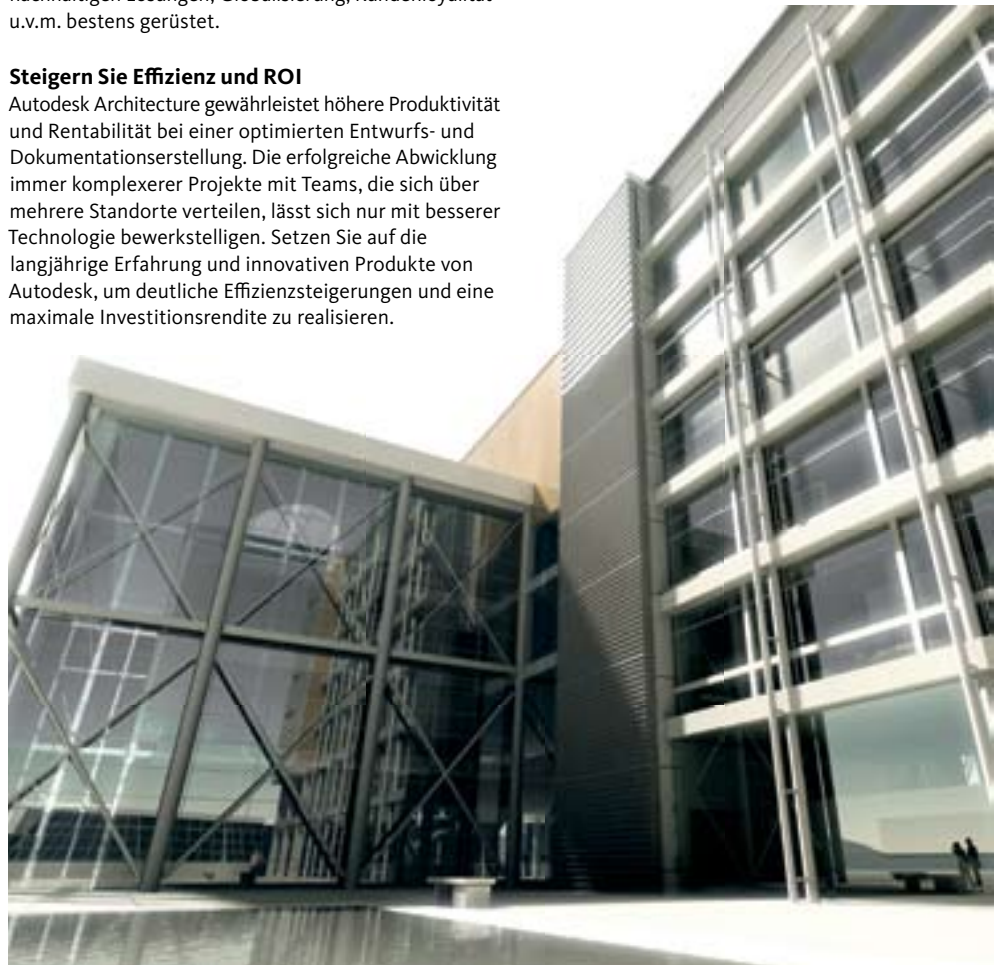 u.v.m. bestens gerüstet.
Steigern Sie Effizienz und ROI
Autodesk Architecture gewährleistet höhere Produktivität
und Rentabilität bei einer optimierten Entwurfs- und
Dokumentationserstellung. Die erfolgreiche Abwicklung
immer komplexerer Projekte mit Teams, die sich über
mehrere Standorte verteilen, lässt sich nur mit besserer
Technologie bewerkstelligen. Setzen Sie auf die
langjährige Erfahrung und innovativen Produkte von
Autodesk, um deutliche Effizienzsteigerungen und eine
maximale Investitionsrendite zu realisieren.